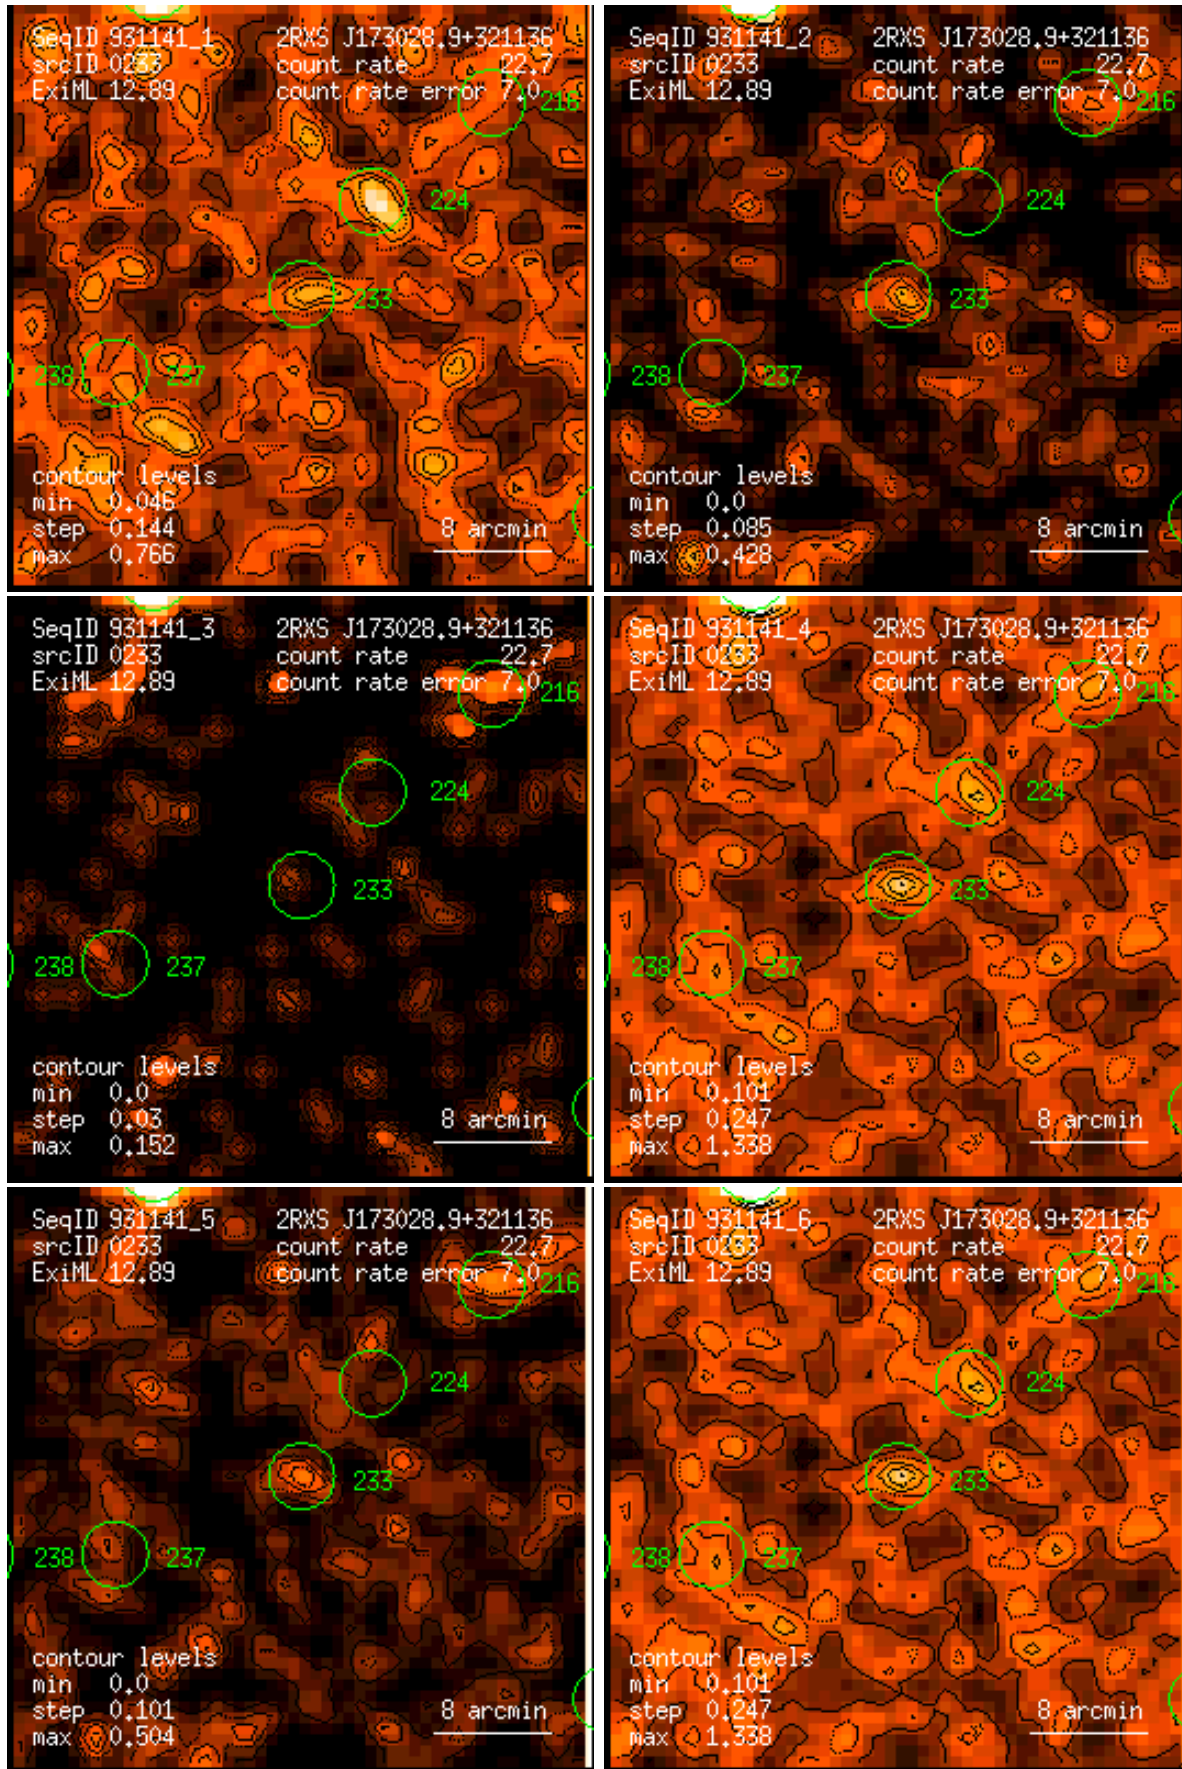 SeqID 931141_1 2RXS J173028.9+321136
srcID 0233 count rate 22.7
ExiML 12.89 count rate error 7.0
216
224
233
238 237
contour levels
min 0.046
step 0.144 8 arcmin
max 0.766
SeqID 931141_2 2RXS J173028.9+321136
srcID 0233 count rate 22.7
ExiML 12.89 count rate error 7.0
216
224
233
238 237
contour levels
min 0.0
step 0.085 8 arcmin
max 0.428
SeqID 931141_3 2RXS J173028.9+321136
srcID 0233 count rate 22.7
ExiML 12.89 count rate error 7.0
216
224
233
238 237
contour levels
min 0.0
step 0.03 8 arcmin
max 0.152
SeqID 931141_4 2RXS J173028.9+321136
srcID 0233 count rate 22.7
ExiML 12.89 count rate error 7.0
216
224
233
238 237
contour levels
min 0.101
step 0.247 8 arcmin
max 1.338
SeqID 931141_5 2RXS J173028.9+321136
srcID 0233 count rate 22.7
ExiML 12.89 count rate error 7.0
216
224
233
238 237
contour levels
min 0.0
step 0.101 8 arcmin
max 0.504
SeqID 931141_6 2RXS J173028.9+321136
srcID 0233 count rate 22.7
ExiML 12.89 count rate error 7.0
216
224
233
238 237
contour levels
min 0.101
step 0.247 8 arcmin
max 1.338